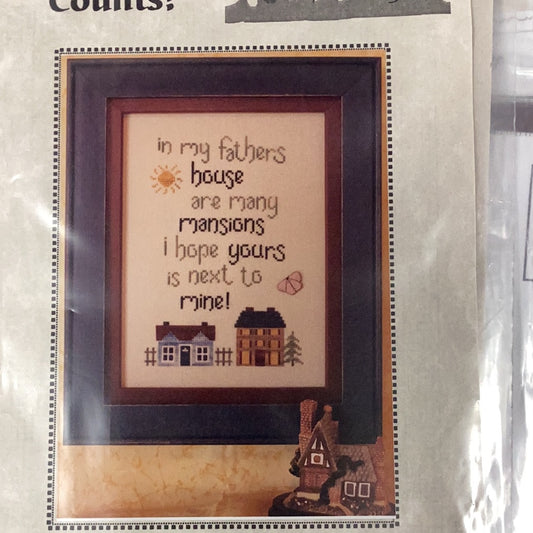 Counts!
in my fathers
house
are many
mansions
i hope yours
is next to
mine!